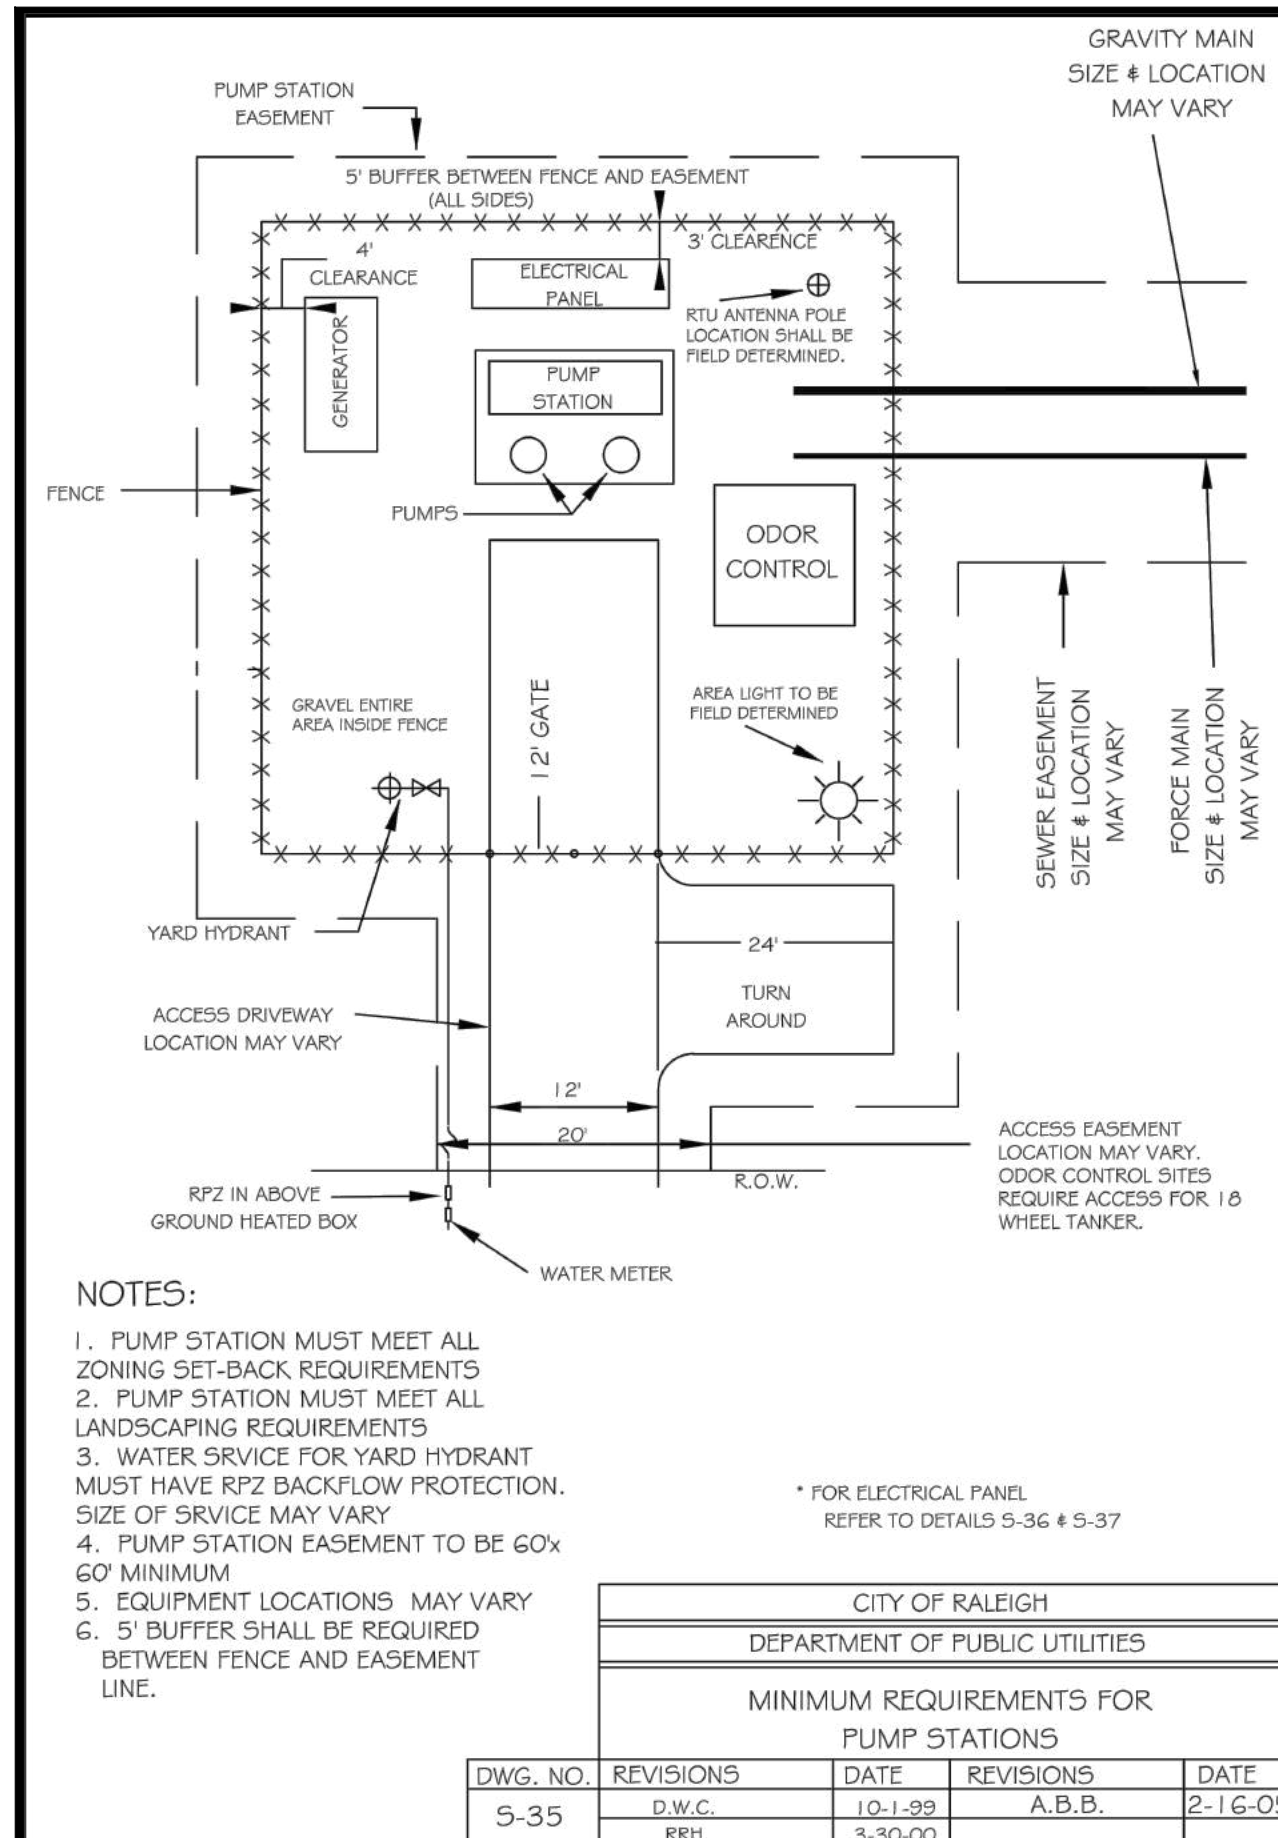 GRAVITY MAIN
SIZE & LOCATION
MAY VARY
PUMP STATION
EASEMENT
5' BUFFER BETWEEN FENCE AND EASEMENT
(ALL SIDES)
4'
CLEARANCE
3' CLEARENCE
ELECTRICAL
PANEL
RTU ANTENNA POLE
LOCATION SHALL BE
FIELD DETERMINED.
GENERATOR
PUMP
STATION
FENCE
PUMPS
ODOR
CONTROL
GRAVEL ENTIRE
AREA INSIDE FENCE
12' GATE
AREA LIGHT TO BE
FIELD DETERMINED
SEWER EASEMENT
SIZE & LOCATION
MAY VARY
FORCE MAIN
SIZE & LOCATION
MAY VARY
YARD HYDRANT
24'
TURN
AROUND
ACCESS DRIVEWAY
LOCATION MAY VARY
12'
20'
ACCESS EASEMENT
LOCATION MAY VARY.
ODOR CONTROL SITES
REQUIRE ACCESS FOR 18
WHEEL TANKER.
R.O.W.
RPZ IN ABOVE
GROUND HEATED BOX
WATER METER
NOTES:
1. PUMP STATION MUST MEET ALL
ZONING SET-BACK REQUIREMENTS
2. PUMP STATION MUST MEET ALL
LANDSCAPING REQUIREMENTS
3. WATER SRVICE FOR YARD HYDRANT
MUST HAVE RPZ BACKFLOW PROTECTION.
SIZE OF SRVICE MAY VARY
4. PUMP STATION EASEMENT TO BE 60'x
60' MINIMUM
5. EQUIPMENT LOCATIONS MAY VARY
6. 5' BUFFER SHALL BE REQUIRED
BETWEEN FENCE AND EASEMENT
LINE.
* FOR ELECTRICAL PANEL
REFER TO DETAILS S-36 & S-37
CITY OF RALEIGH
DEPARTMENT OF PUBLIC UTILITIES
MINIMUM REQUIREMENTS FOR
PUMP STATIONS
DWG. NO. REVISIONS DATE REVISIONS DATE
S-35 D.W.C. 10-1-99 A.B.B. 2-16-05
RRH 3-30-00